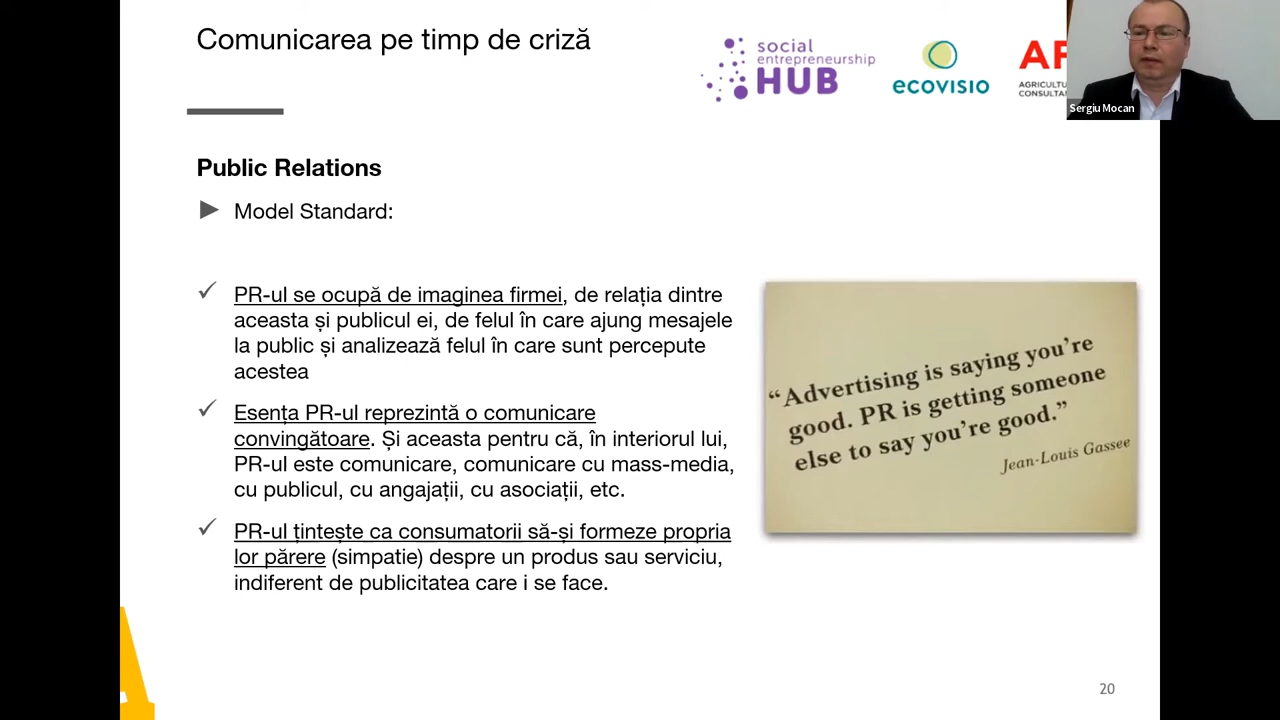 Comunicarea pe timp de criză
social
entrepreneurship
HUB
ecovisio
AGRICULTU
CONSULTA
Sergiu Mocan
Public Relations
Model Standard:
PR-ul se ocupă de imaginea firmei, de relația dintre
aceasta și publicul ei, de felul în care ajung mesajele
la public și analizează felul în care sunt percepute
acestea
Esența PR-ul reprezintă o comunicare
convingătoare. Și aceasta pentru că, în interiorul lui,
PR-ul este comunicare, comunicare cu mass-media,
cu publicul, cu angajații, cu asociații, etc.
PR-ul țintește ca consumatorii să-și formeze propria
lor părere (simpatie) despre un produs sau serviciu,
indiferent de publicitatea care i se face.
“Advertising is saying you’re
good. PR is getting someone
else to say you’re good.”
Jean-Louis Gassee
20